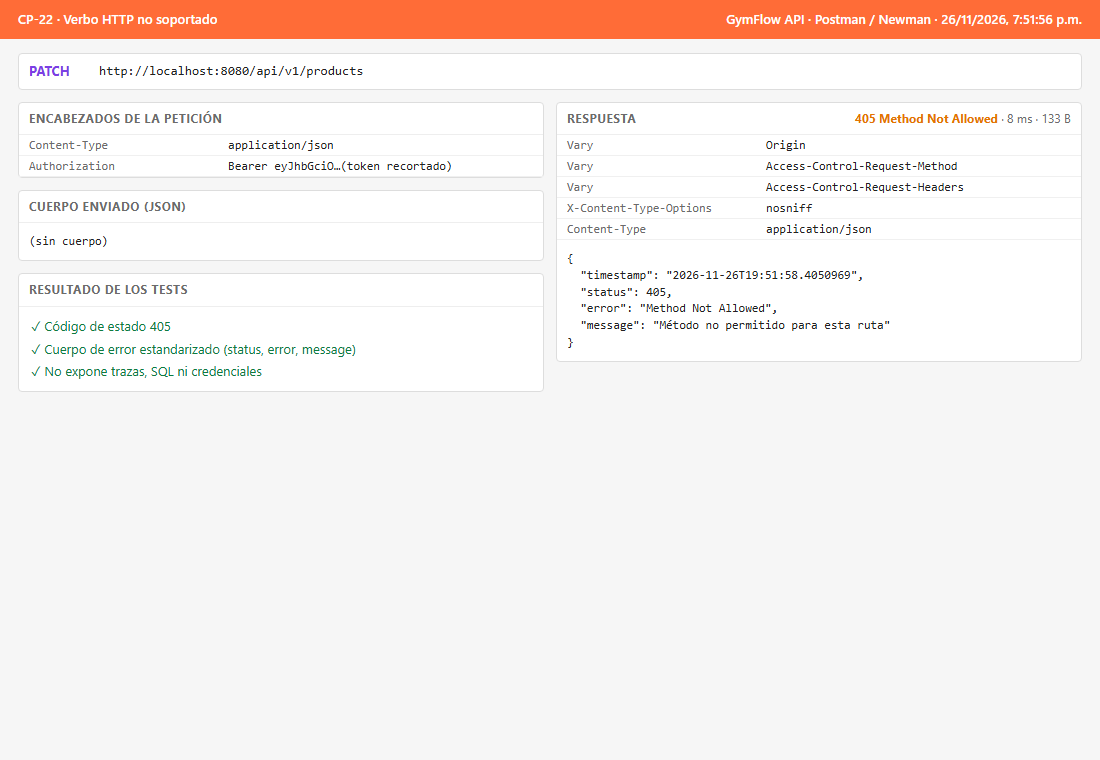 CP-22 · Verbo HTTP no soportado
GymFlow API · Postman / Newman · 26/11/2026, 7:51:56 p.m.
PATCH http://localhost:8080/api/v1/products
ENCABEZADOS DE LA PETICIÓN
Content-Type application/json
Authorization Bearer eyJhbGciO…(token recortado)
CUERPO ENVIADO (JSON)
(sin cuerpo)
RESULTADO DE LOS TESTS
✓ Código de estado 405
✓ Cuerpo de error estandarizado (status, error, message)
✓ No expone trazas, SQL ni credenciales
RESPUESTA 405 Method Not Allowed · 8 ms · 133 B
Vary Origin
Vary Access-Control-Request-Method
Vary Access-Control-Request-Headers
X-Content-Type-Options nosniff
Content-Type application/json
{
"timestamp": "2026-11-26T19:51:58.4050969",
"status": 405,
"error": "Method Not Allowed",
"message": "Método no permitido para esta ruta"
}